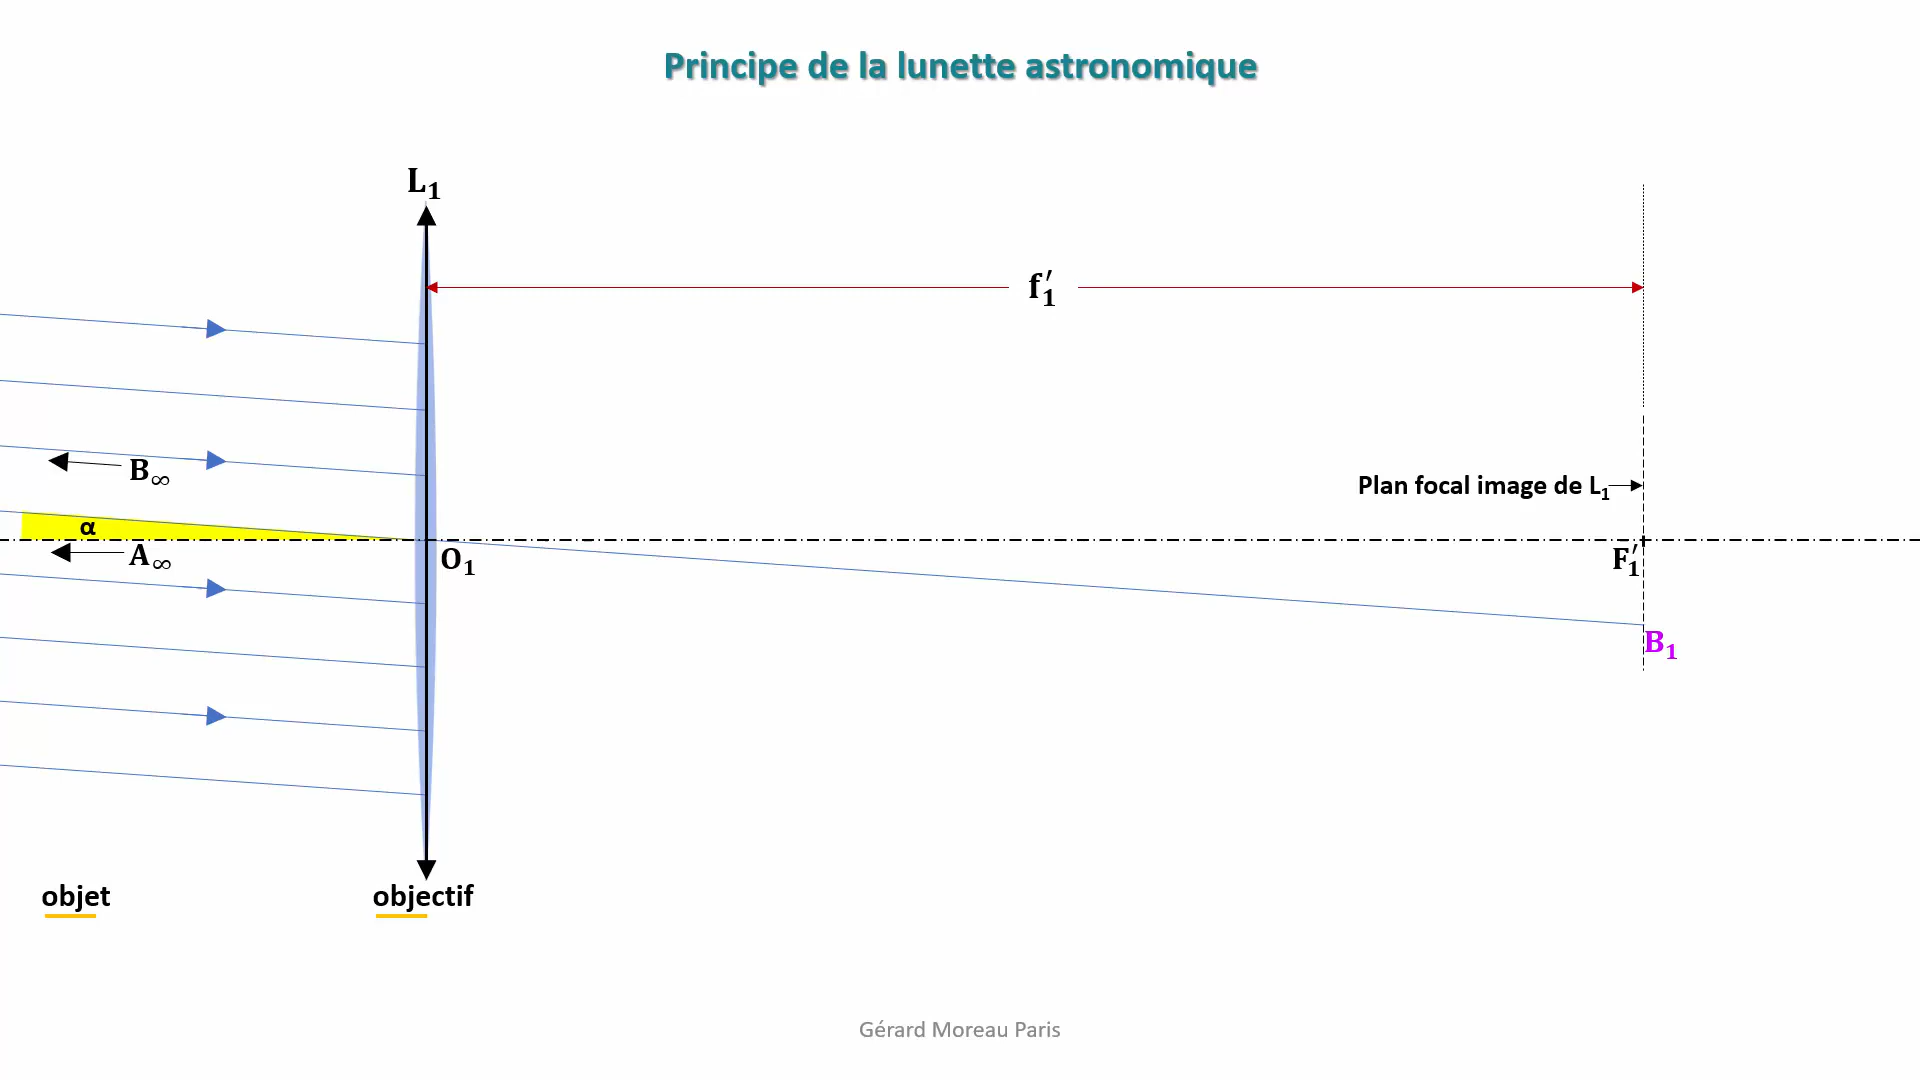 Principe de la lunette astronomique
L₁
f′₁
B∞
Plan focal image de L₁
α
A∞
O₁
F′₁
B₁
objet
objectif
Gérard Moreau Paris